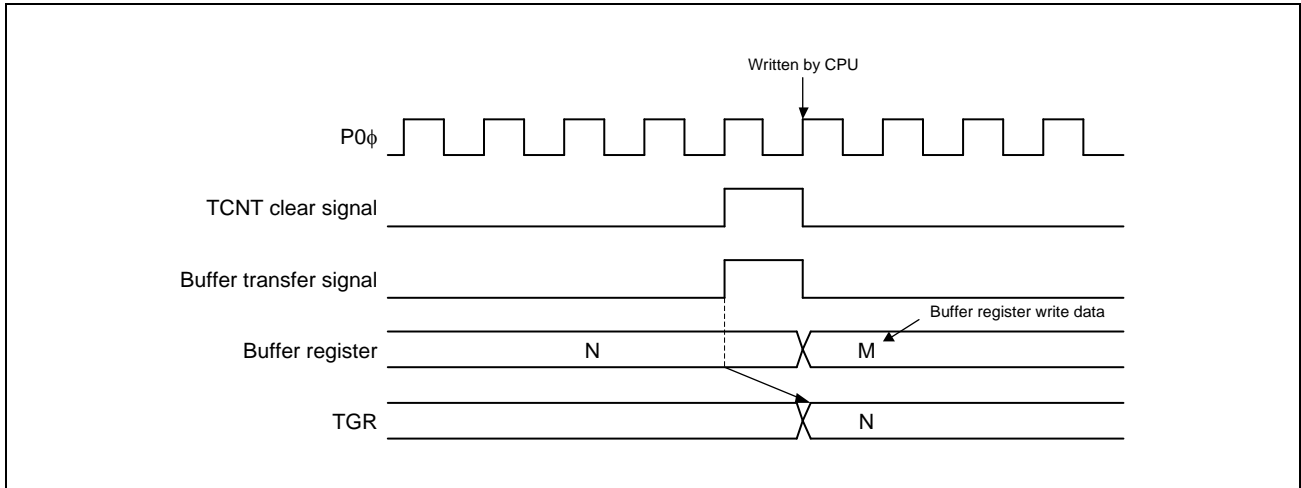 Written by CPU
P0ϕ
TCNT clear signal
Buffer transfer signal
Buffer register write data
Buffer register
N
M
TGR
N